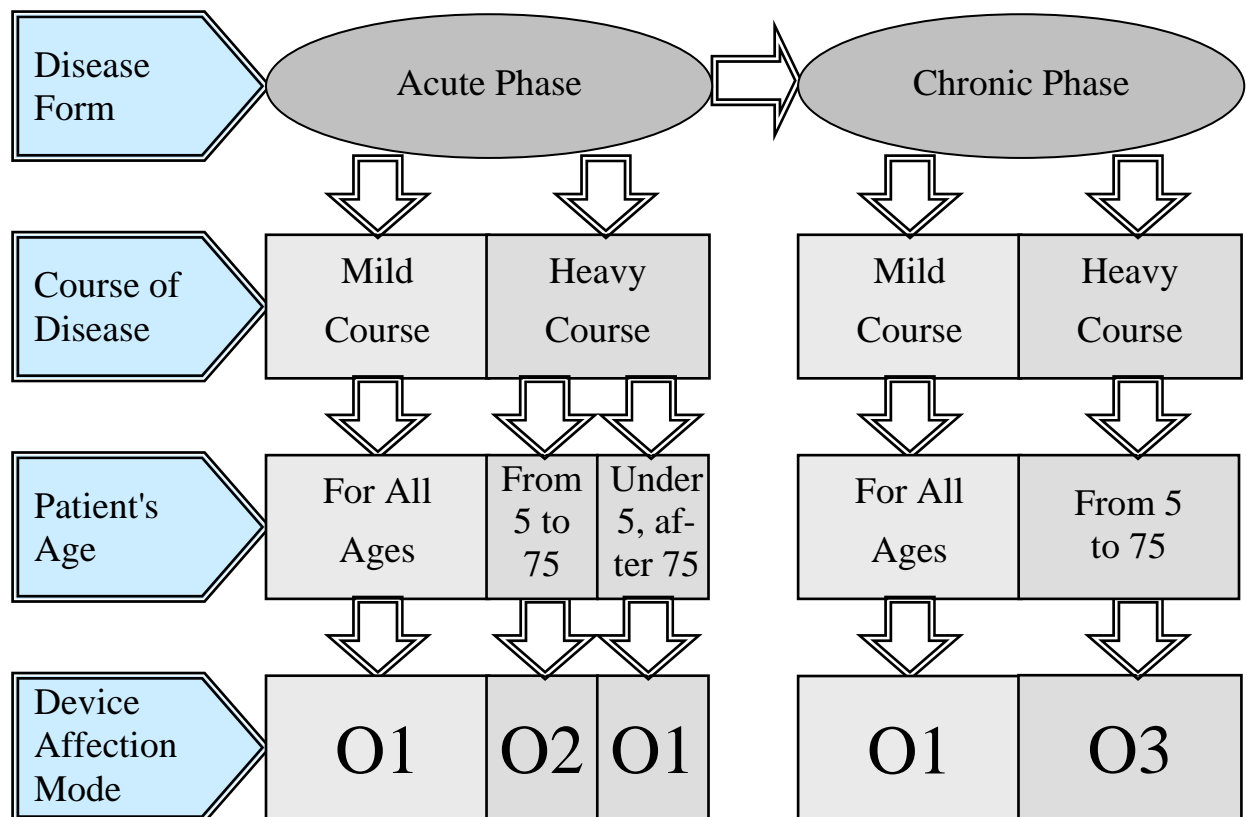 Disease
Form
Acute Phase
Chronic Phase
Course of
Disease
Mild
Course
Heavy
Course
Mild
Course
Heavy
Course
Patient's
Age
For All
Ages
From
5 to
75
Under
5, af-
ter 75
For All
Ages
From 5
to 75
Device
Affection
Mode
O1
O2
O1
O1
O3